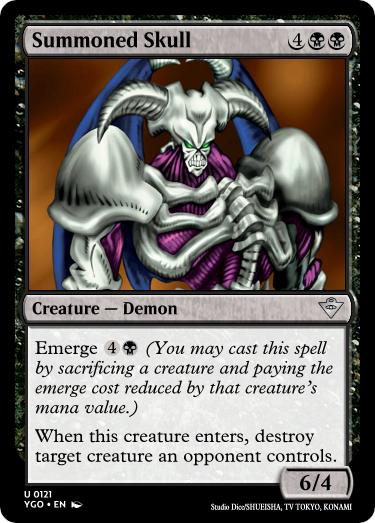 Summoned Skull 4
Creature — Demon
Emerge 4 (You may cast this spell
by sacrificing a creature and paying the
emerge cost reduced by that creature's
mana value.)
When this creature enters, destroy
target creature an opponent controls.
6/4
U 0121
YGO • EN
Studio Dice/SHUEISHA, TV TOKYO, KONAMI